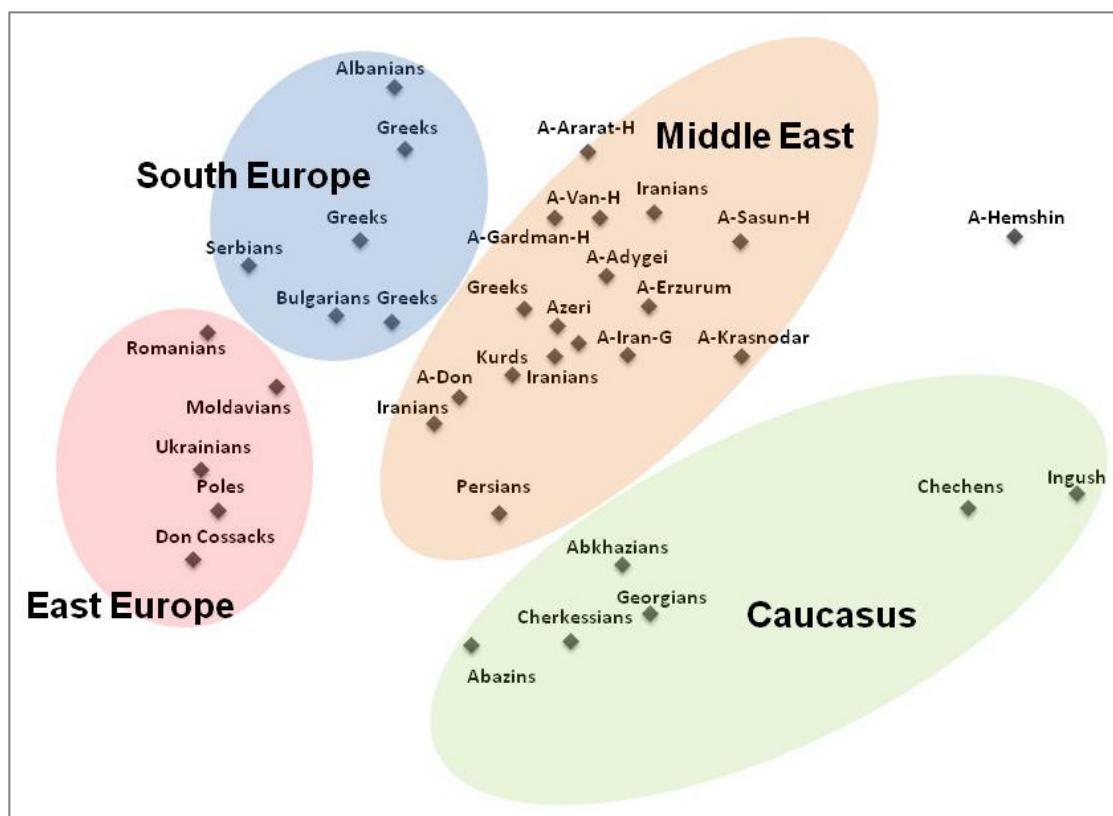 Albanians
Greeks
South Europe
Greeks
Serbians
Bulgarians Greeks
A-Ararat-H
Middle East
A-Van-H
Iranians
A-Sasun-H
A-Gardman-H
A-Adygei
Greeks
A-Erzurum
Azeri
Kurds
A-Iran-G
A-Krasnodar
A-Don
Iranians
Iranians
Persians
A-Hemshin
Romanians
Moldavians
Ukrainians
Poles
Don Cossacks
East Europe
Chechens
Ingush
Abkhazians
Georgians
Cherkessians
Caucasus
Abazins